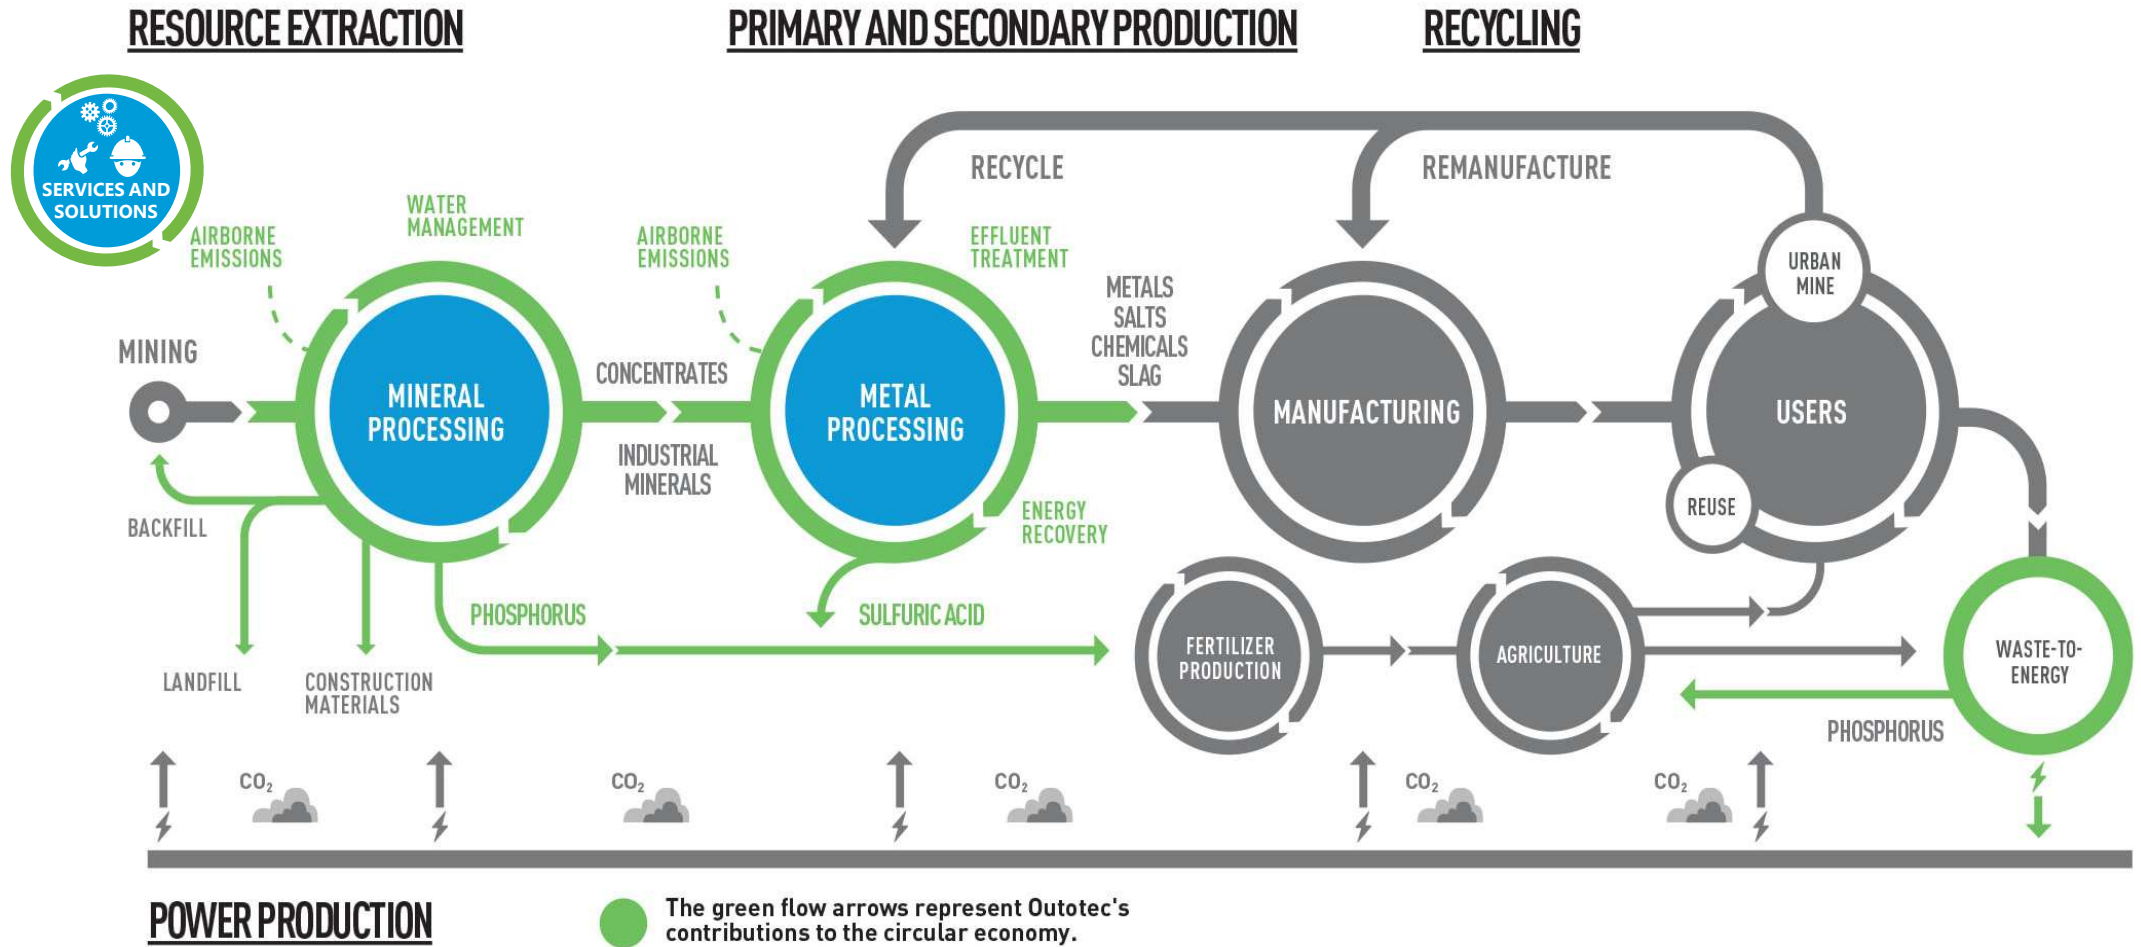 RESOURCE EXTRACTION
PRIMARY AND SECONDARY PRODUCTION
RECYCLING
SERVICES AND
SOLUTIONS
RECYCLE
REMANUFACTURE
AIRBORNE
EMISSIONS
WATER
MANAGEMENT
AIRBORNE
EMISSIONS
EFFLUENT
TREATMENT
URBAN
MINE
MINING
MINERAL
PROCESSING
CONCENTRATES
INDUSTRIAL
MINERALS
METAL
PROCESSING
METALS
SALTS
CHEMICALS
SLAG
MANUFACTURING
USERS
REUSE
BACKFILL
ENERGY
RECOVERY
PHOSPHORUS
SULFURIC ACID
LANDFILL
CONSTRUCTION
MATERIALS
FERTILIZER
PRODUCTION
AGRICULTURE
WASTE-TO-
ENERGY
PHOSPHORUS
CO₂
CO₂
CO₂
CO₂
CO₂
POWER PRODUCTION
The green flow arrows represent Outotec's
contributions to the circular economy.